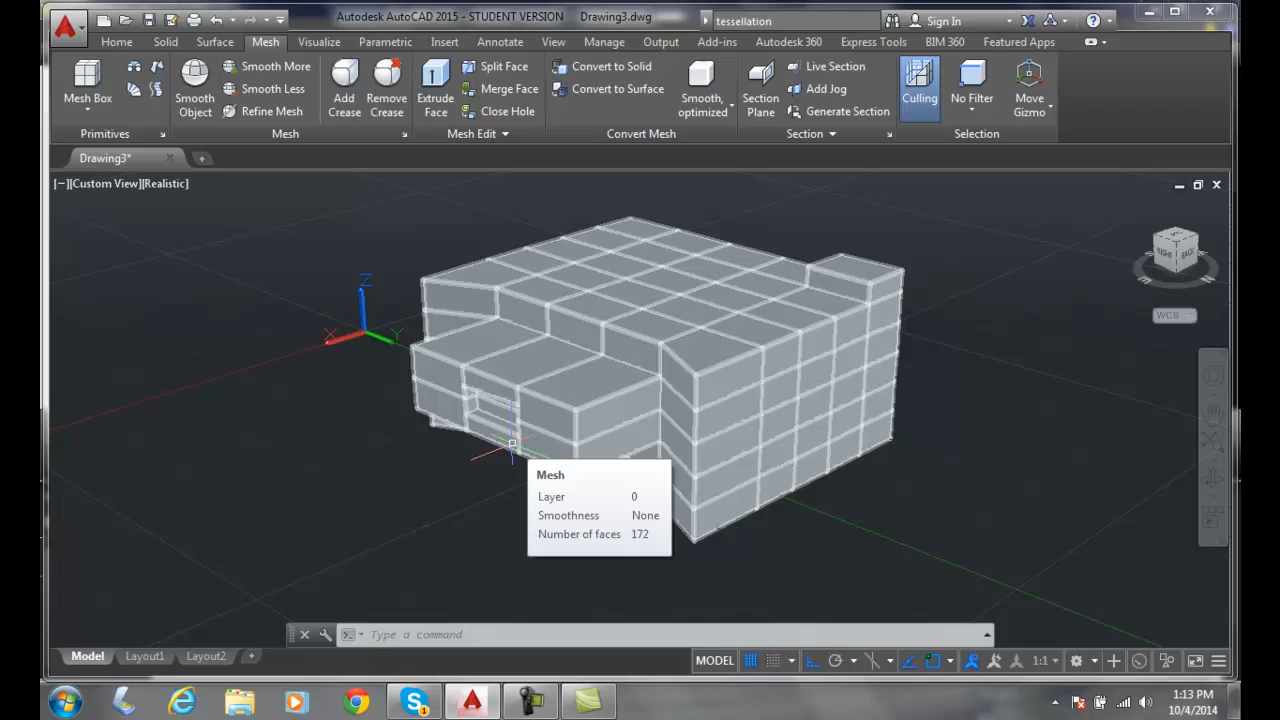 Autodesk AutoCAD 2015 - STUDENT VERSION Drawing3.dwg tessellation Sign In
Home Solid Surface Mesh Visualize Parametric Insert Annotate View Manage Output Add-ins Autodesk 360 Express Tools BIM 360 Featured Apps
Mesh Box
Primitives
Smooth Object
Smooth More
Smooth Less
Refine Mesh
Add Crease
Remove Crease
Mesh
Extrude Face
Split Face
Merge Face
Close Hole
Mesh Edit
Convert to Solid
Convert to Surface
Smooth, optimized
Convert Mesh
Section Plane
Live Section
Add Jog
Generate Section
Section
Culling
No Filter
Move Gizmo
Selection
Drawing3*
[−][Custom View][Realistic]
RIGHT BACK
WCS
Z
X Y
Mesh
Layer 0
Smoothness None
Number of faces 172
Type a command
Model Layout1 Layout2 +
MODEL 1:1
1:13 PM
10/4/2014